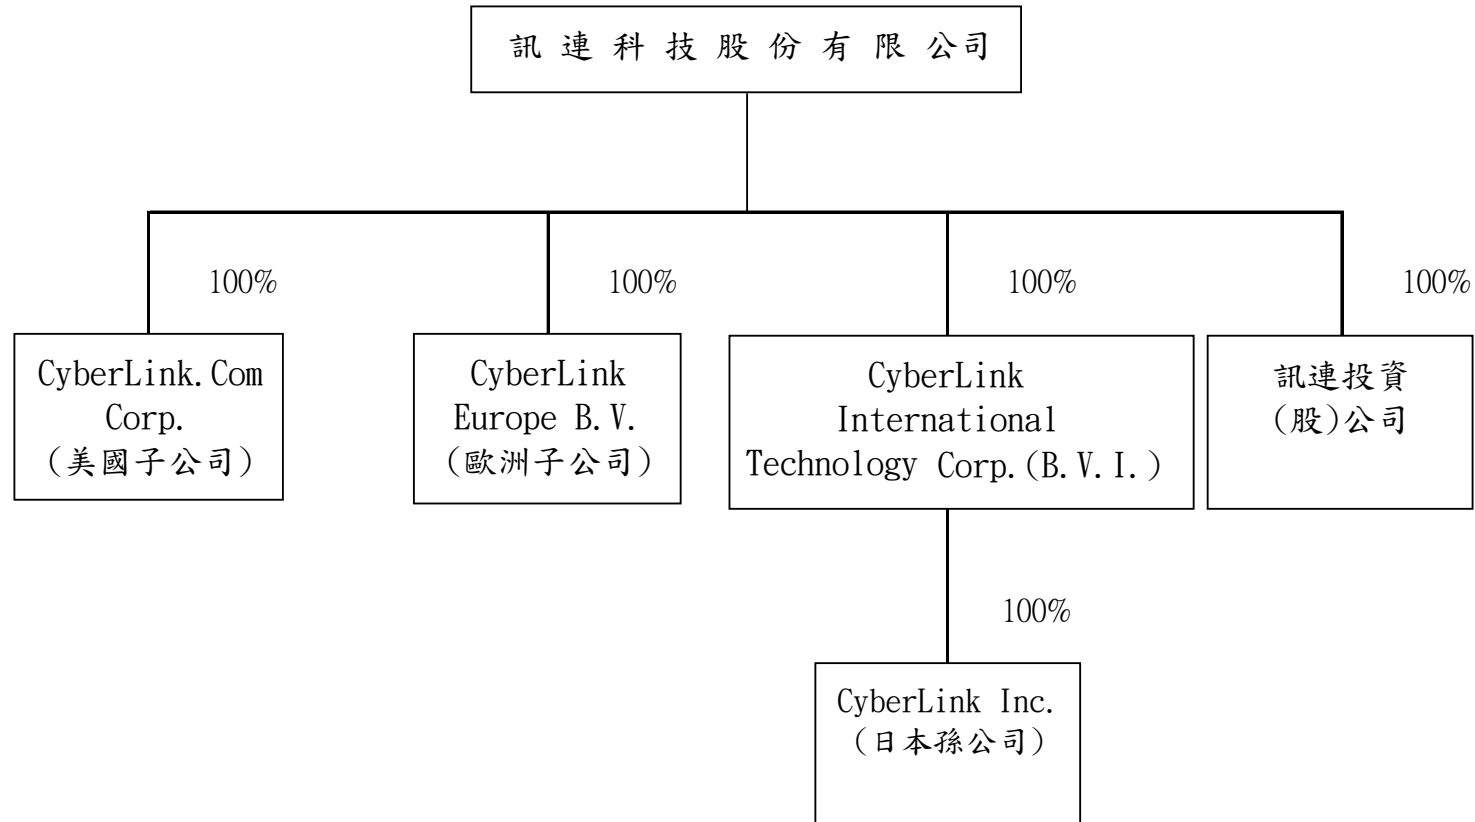 訊連科技股份有限公司
100%
100%
100%
100%
CyberLink.Com
Corp.
(美國子公司)
CyberLink
Europe B.V.
(歐洲子公司)
CyberLink
International
Technology Corp.(B.V.I.)
訊連投資
(股)公司
100%
CyberLink Inc.
(日本孫公司)